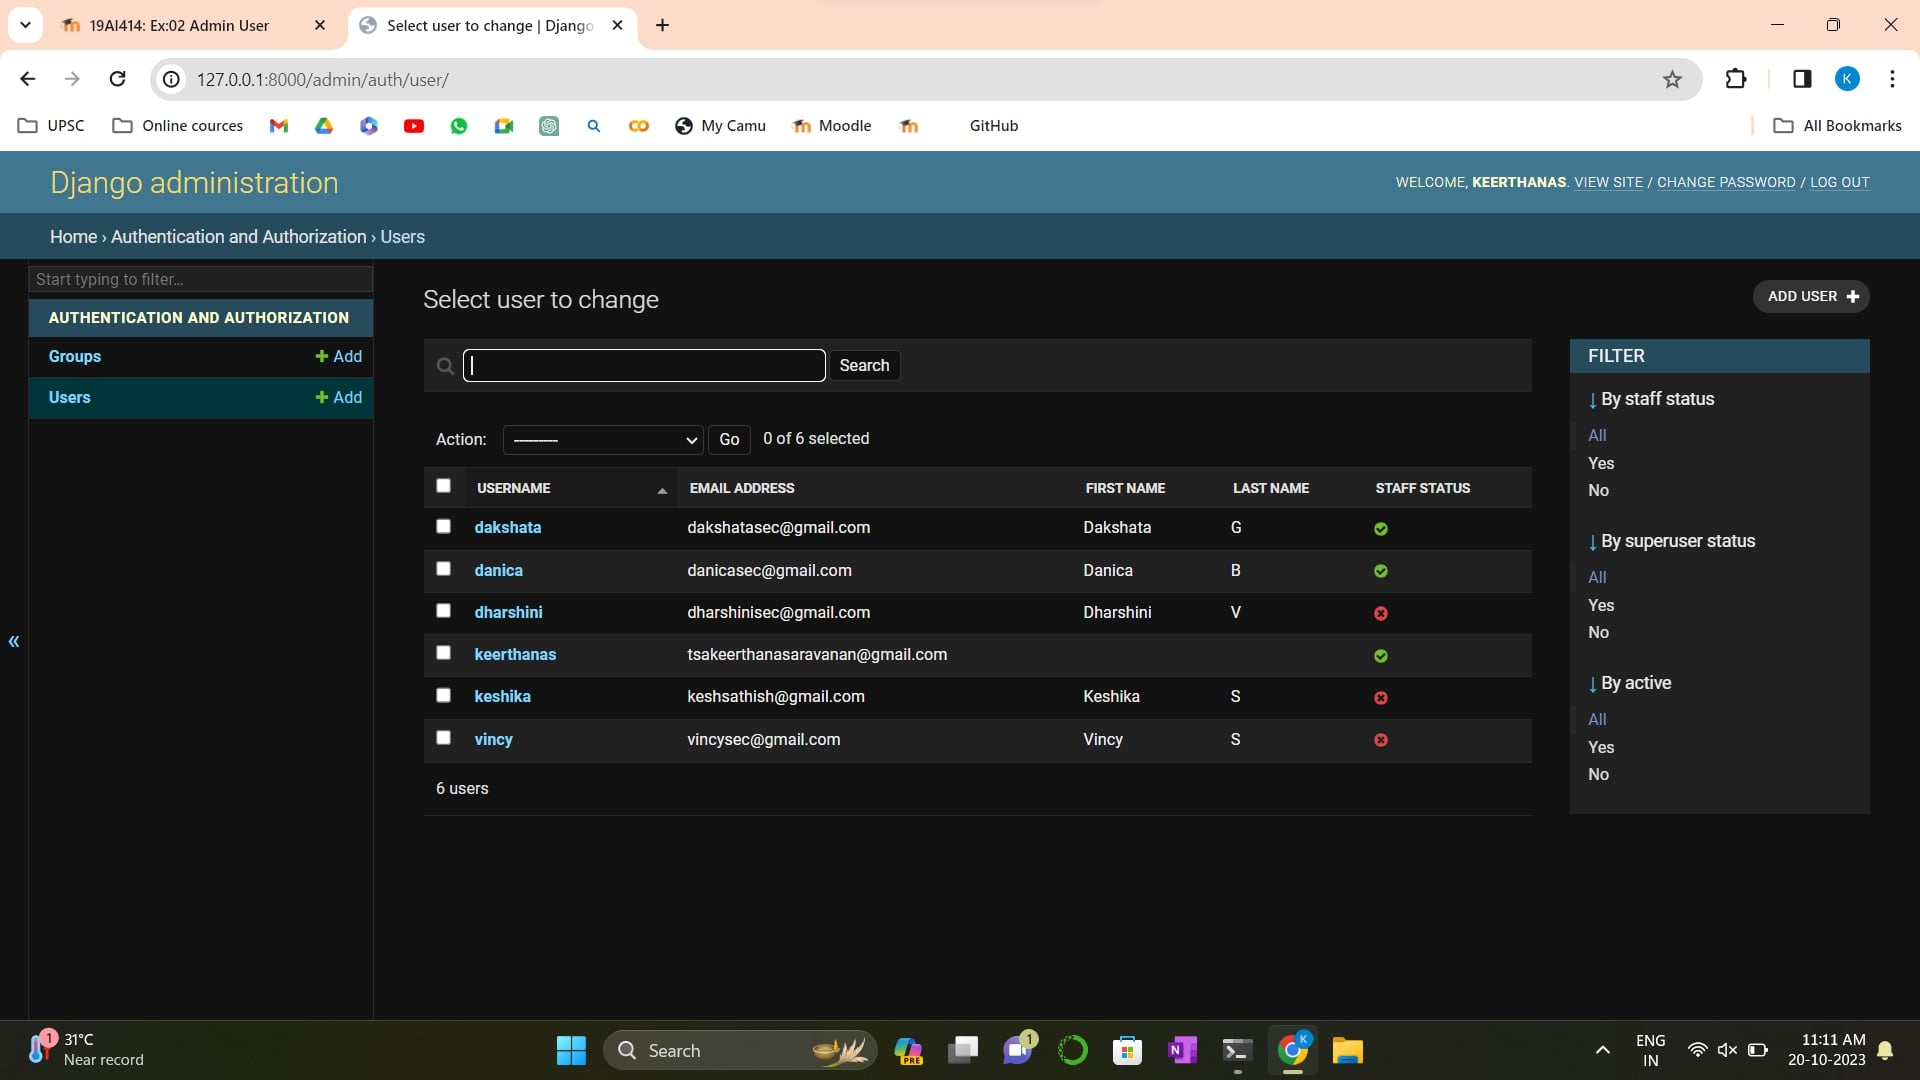 19AI414: Ex:02 Admin User
Select user to change | Django
127.0.0.1:8000/admin/auth/user/
UPSC
Online cources
My Camu
Moodle
GitHub
All Bookmarks
Django administration
WELCOME, KEERTHANAS. VIEW SITE / CHANGE PASSWORD / LOG OUT
Home › Authentication and Authorization › Users
Start typing to filter...
AUTHENTICATION AND AUTHORIZATION
Groups + Add
Users + Add
«
Select user to change
ADD USER +
Search
Action: --------- Go 0 of 6 selected
USERNAME EMAIL ADDRESS FIRST NAME LAST NAME STAFF STATUS
dakshata dakshatasec@gmail.com Dakshata G
danica danicasec@gmail.com Danica B
dharshini dharshinisec@gmail.com Dharshini V
keerthanas tsakeerthanasaravanan@gmail.com
keshika keshsathish@gmail.com Keshika S
vincy vincysec@gmail.com Vincy S
6 users
FILTER
↓ By staff status
All
Yes
No
↓ By superuser status
All
Yes
No
↓ By active
All
Yes
No
1
31°C
Near record
Search
PRE
1
N
K
ENG
IN
11:11 AM
20-10-2023
K